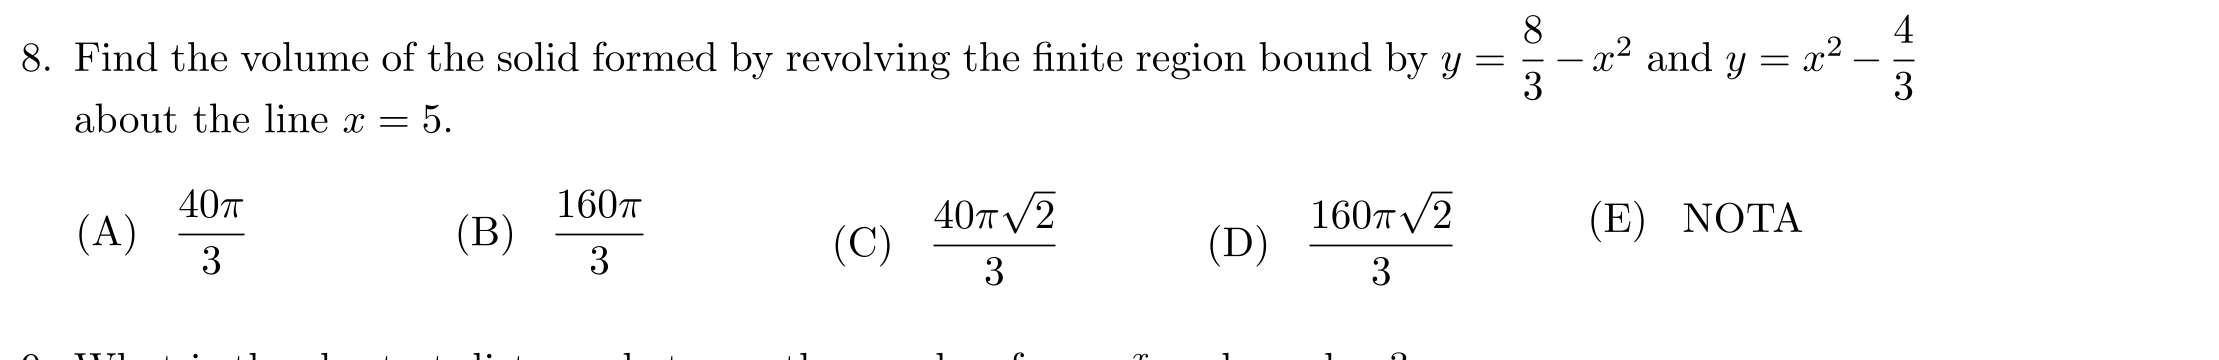 8. Find the volume of the solid formed by revolving the finite region bound by y = 8/3 − x² and y = x² − 4/3
about the line x = 5.
(A) 40π/3 (B) 160π/3 (C) 40π√2/3 (D) 160π√2/3 (E) NOTA